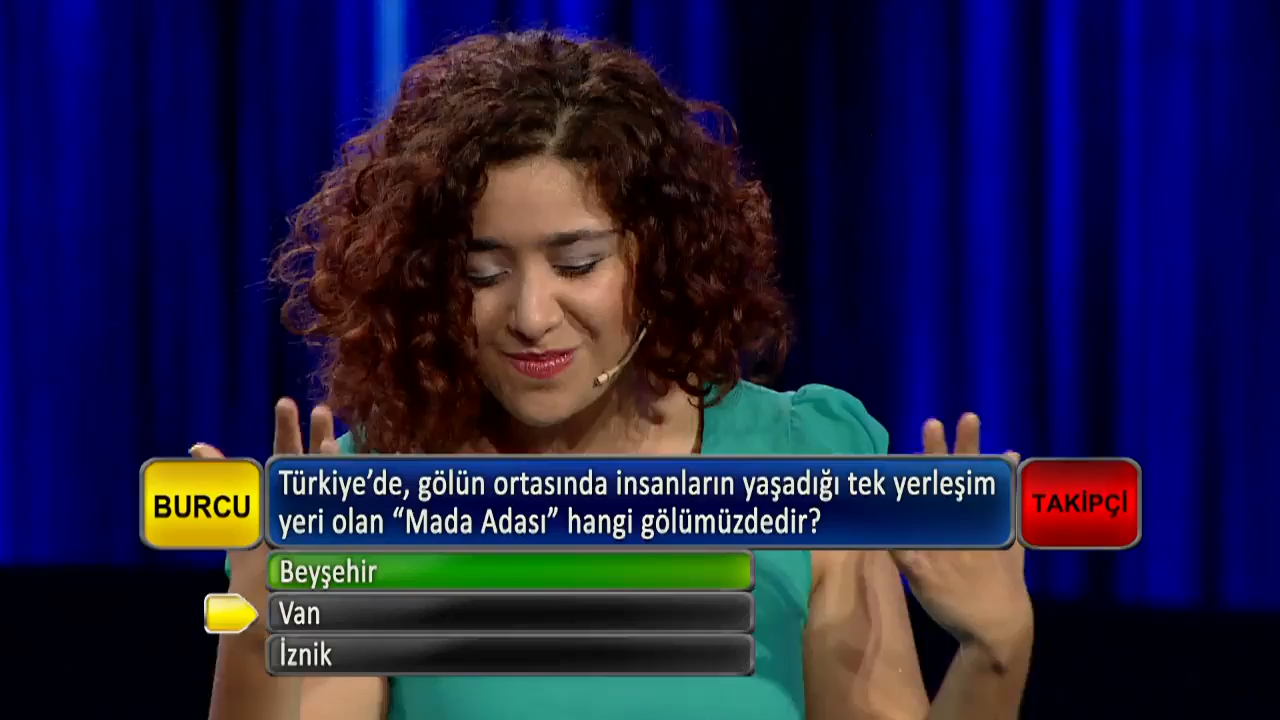 BURCU
Türkiye’de, gölün ortasında insanların yaşadığı tek yerleşim
yeri olan “Mada Adası” hangi gölümüzdedir?
TAKİPÇİ
Beyşehir
Van
İznik